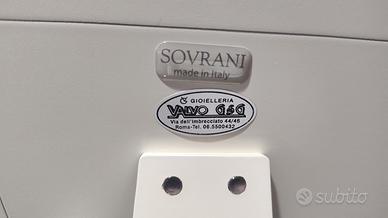 SOVRANI
made in Italy
GIOIELLERIA
VALVO G&G
Via dell'Imbrecciato 44/46
Roma-Tel. 06.5500432
subito